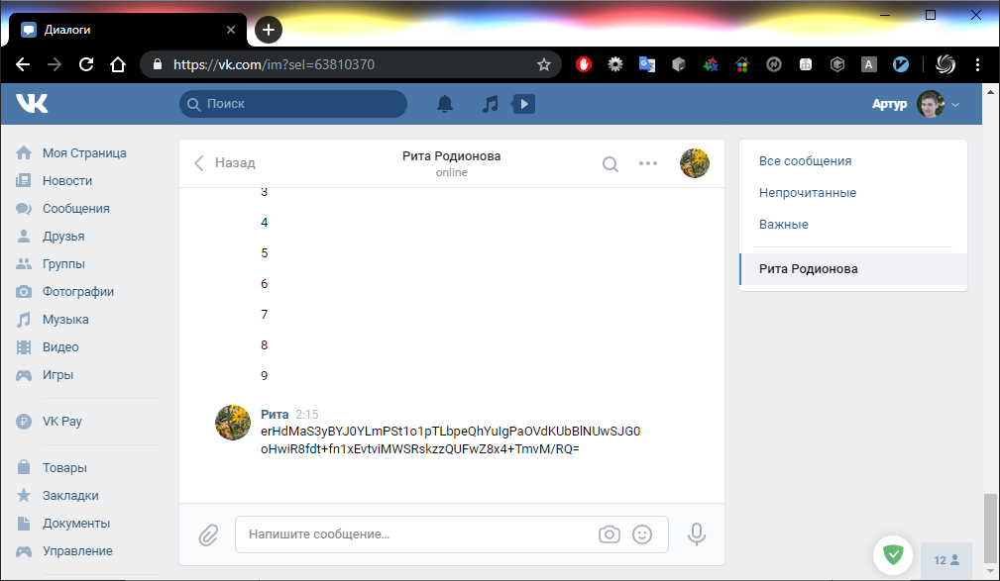 Диалоги
https://vk.com/im?sel=63810370
Поиск
Артур
Моя Страница
Новости
Сообщения
Друзья
Группы
Фотографии
Музыка
Видео
Игры
VK Pay
Товары
Закладки
Документы
Управление
Назад
Рита Родионова
online
3
4
5
6
7
8
9
Рита 2:15
erHdMaS3yBYJ0YLmPSt1o1pTLbpeQhYuIgPaOVdKUbBlNUwSJG0
oHwiR8fdt+fn1xEvtviMWSRskzzQUFwZ8x4+TmvM/RQ=
Напишите сообщение...
Все сообщения
Непрочитанные
Важные
Рита Родионова
12